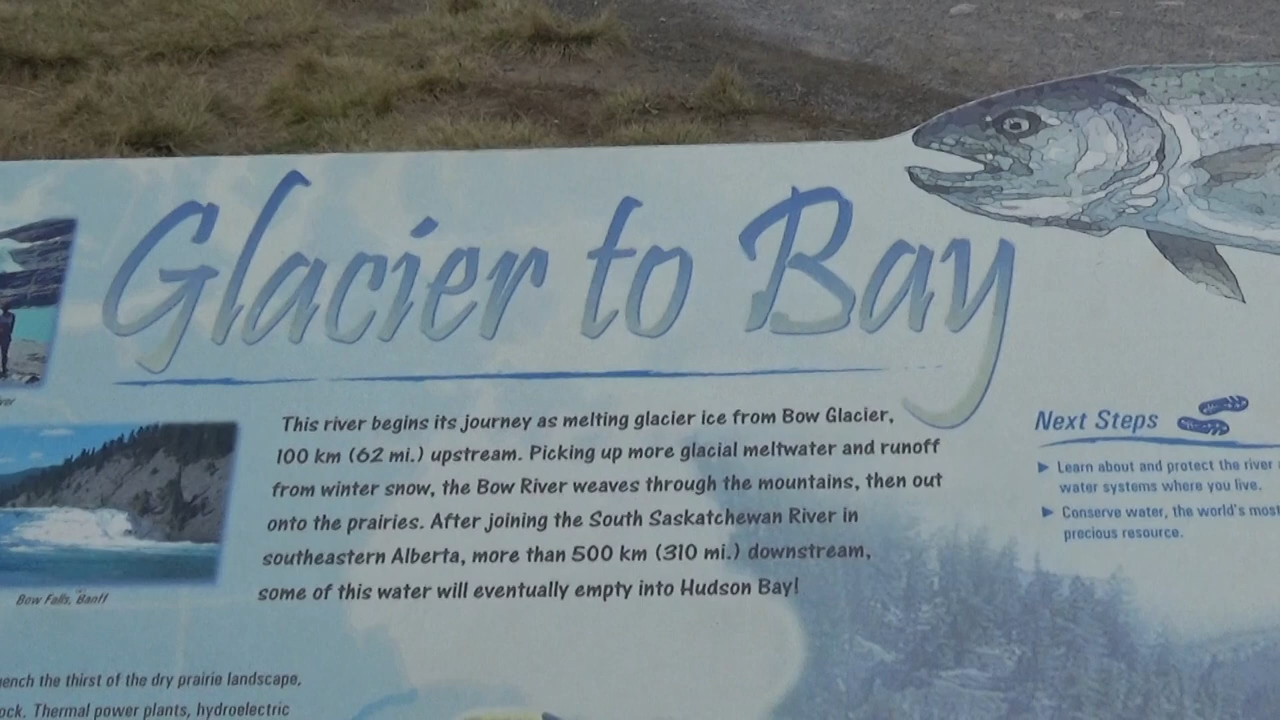 Glacier to Bay
This river begins its journey as melting glacier ice from Bow Glacier,
100 km (62 mi.) upstream. Picking up more glacial meltwater and runoff
from winter snow, the Bow River weaves through the mountains, then out
onto the prairies. After joining the South Saskatchewan River in
southeastern Alberta, more than 500 km (310 mi.) downstream,
some of this water will eventually empty into Hudson Bay!
Next Steps
► Learn about and protect the river
water systems where you live.
► Conserve water, the world's most
precious resource.
Bow Falls, Banff
the thirst of the dry prairie landscape,
Thermal power plants, hydroelectric